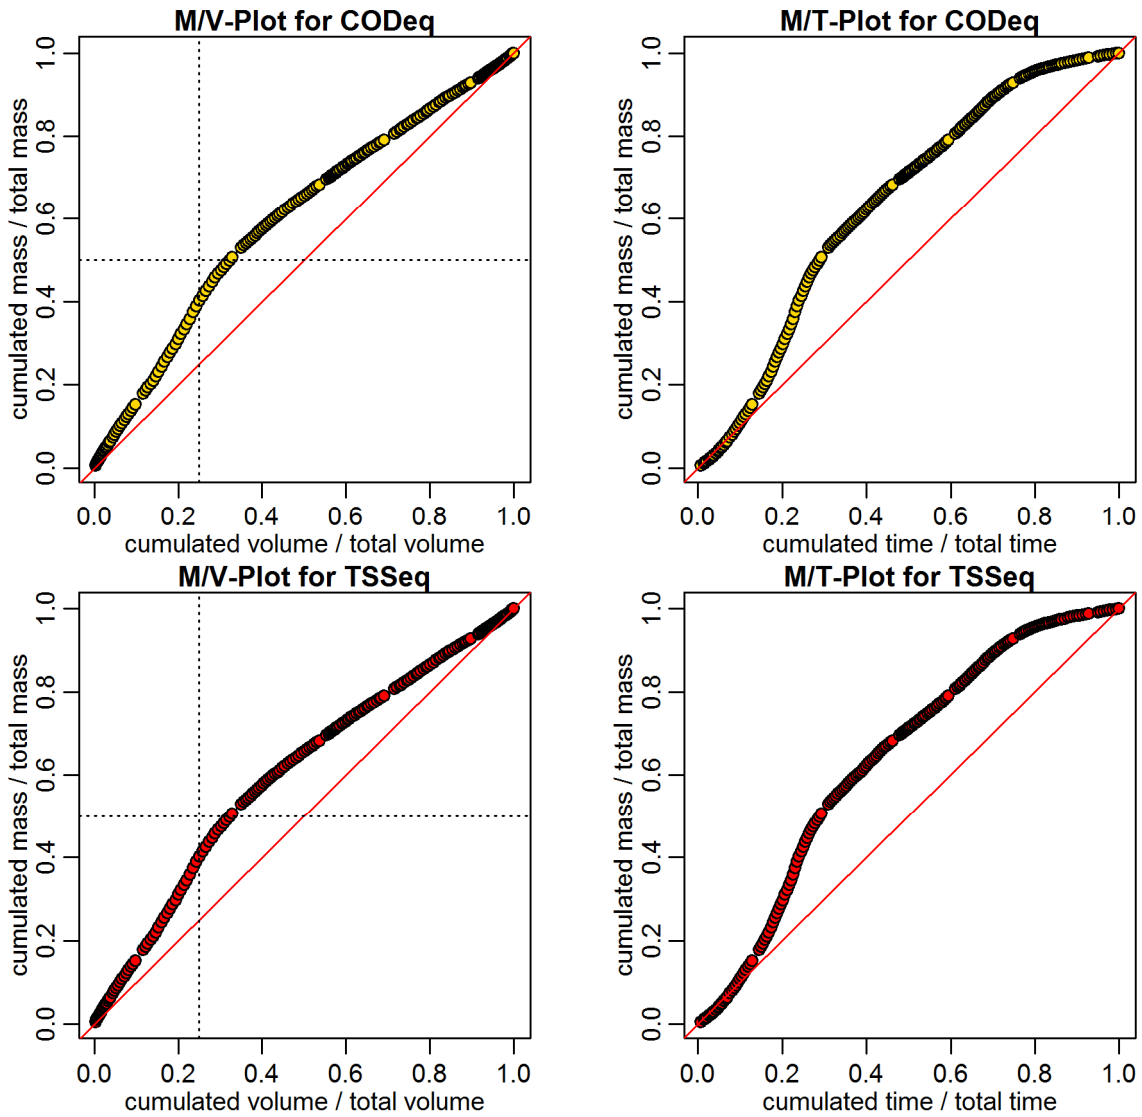 M/V-Plot for CODeq
cumulated mass / total mass
0.0 0.2 0.4 0.6 0.8 1.0
0.0 0.2 0.4 0.6 0.8 1.0
cumulated volume / total volume
M/T-Plot for CODeq
cumulated mass / total mass
0.0 0.2 0.4 0.6 0.8 1.0
0.0 0.2 0.4 0.6 0.8 1.0
cumulated time / total time
M/V-Plot for TSSeq
cumulated mass / total mass
0.0 0.2 0.4 0.6 0.8 1.0
0.0 0.2 0.4 0.6 0.8 1.0
cumulated volume / total volume
M/T-Plot for TSSeq
cumulated mass / total mass
0.0 0.2 0.4 0.6 0.8 1.0
0.0 0.2 0.4 0.6 0.8 1.0
cumulated time / total time